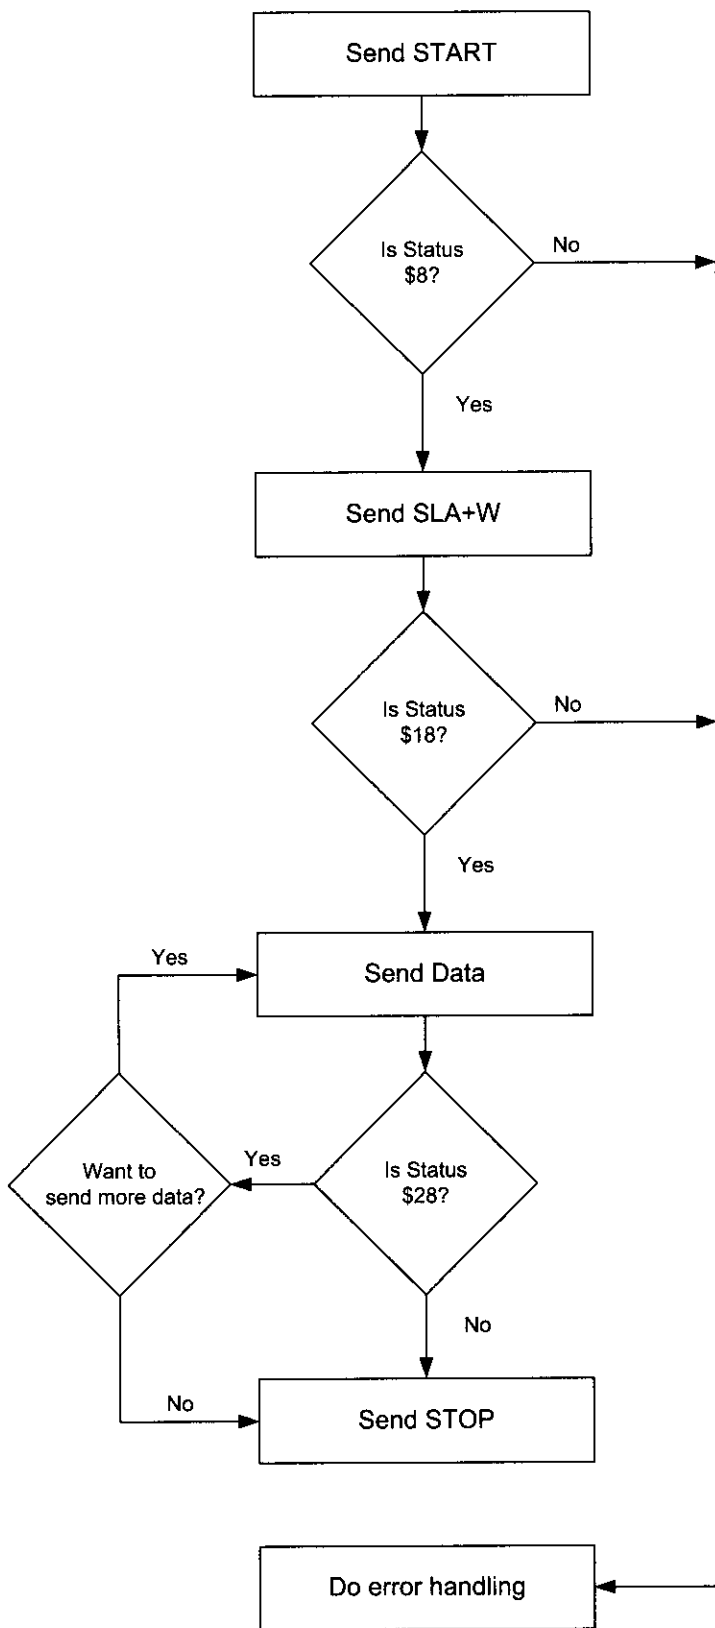 Send START
Is Status
$8?
No
Yes
Send SLA+W
Is Status
$18?
No
Yes
Yes
Send Data
Want to
send more data?
Yes
Is Status
$28?
No
No
Send STOP
Do error handling